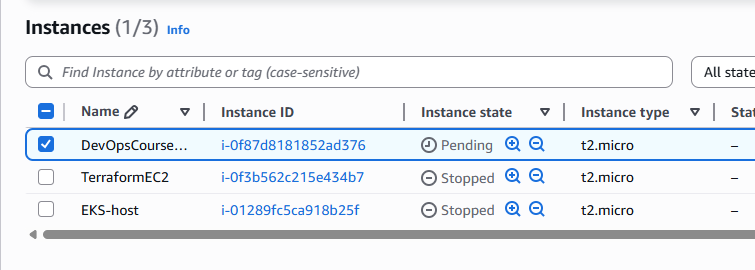 Instances (1/3) Info
Find Instance by attribute or tag (case-sensitive) All state
Name Instance ID Instance state Instance type Stat
DevOpsCourse... i-0f87d8181852ad376 Pending t2.micro –
TerraformEC2 i-0f3b562c215e434b7 Stopped t2.micro –
EKS-host i-01289fc5ca918b25f Stopped t2.micro –